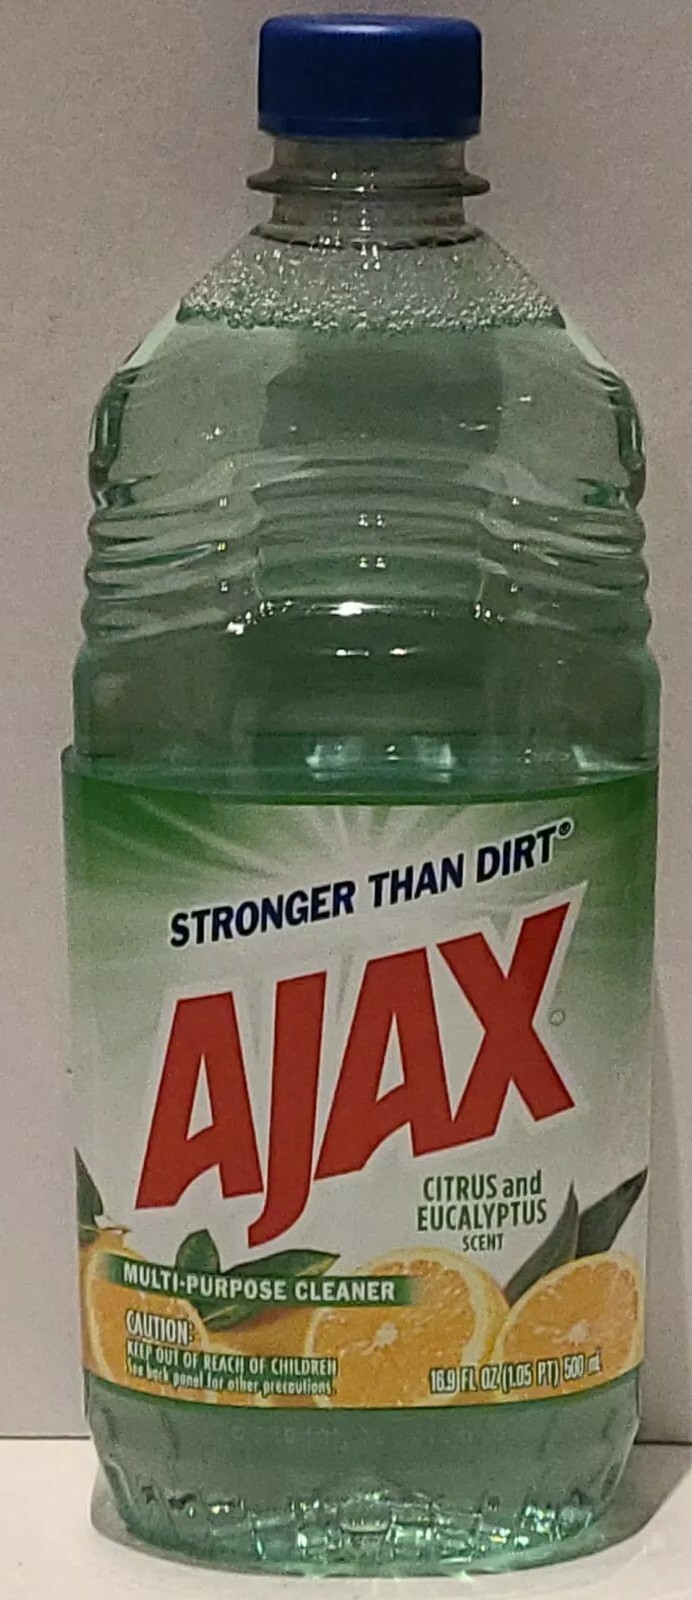 STRONGER THAN DIRT®
AJAX
CITRUS and
EUCALYPTUS
SCENT
MULTI-PURPOSE CLEANER
CAUTION:
KEEP OUT OF REACH OF CHILDREN
See back panel for other precautions.
16.9 FL OZ (1.05 PT) 500 mL